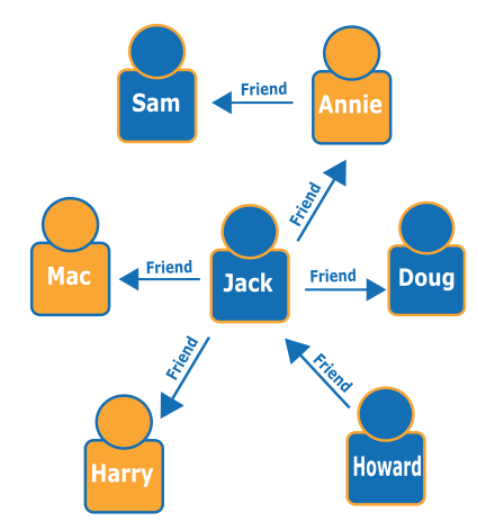 Sam
Friend
Annie
Friend
Mac
Friend
Jack
Friend
Doug
Friend
Friend
Harry
Howard